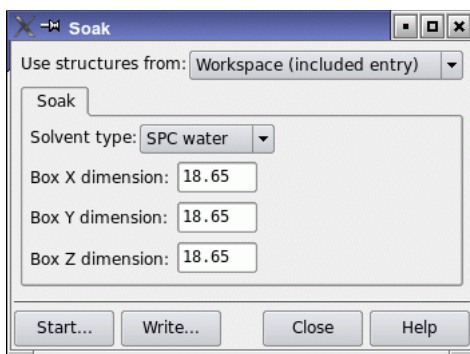 Soak
Use structures from: Workspace (included entry)
Soak
Solvent type: SPC water
Box X dimension: 18.65
Box Y dimension: 18.65
Box Z dimension: 18.65
Start... Write... Close Help